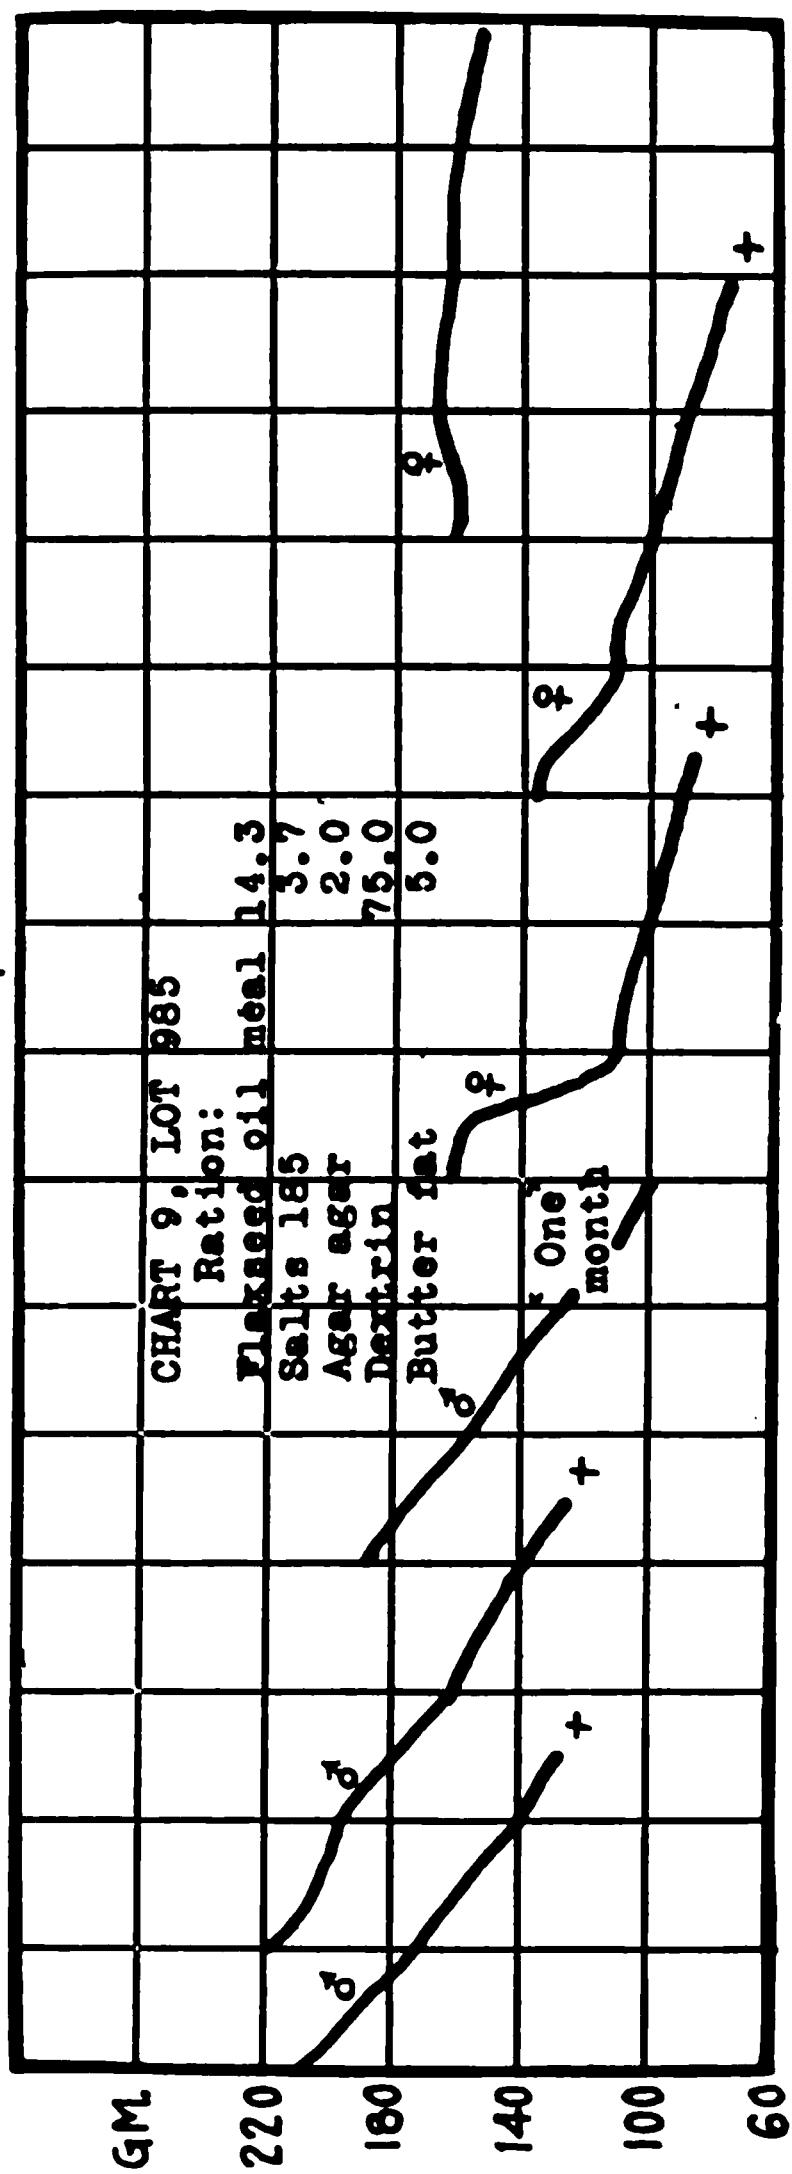 CHART 9, LOT 985
Ration:
Flaxseed oil meal 14.3
Salts 185 3.7
Agar agar 2.0
Dextrin 75.0
Butter fat 5.0
GM.
220
180
140
100
60
♂
♂
♂
♀
♀
♀
+
+
+
+
One
month